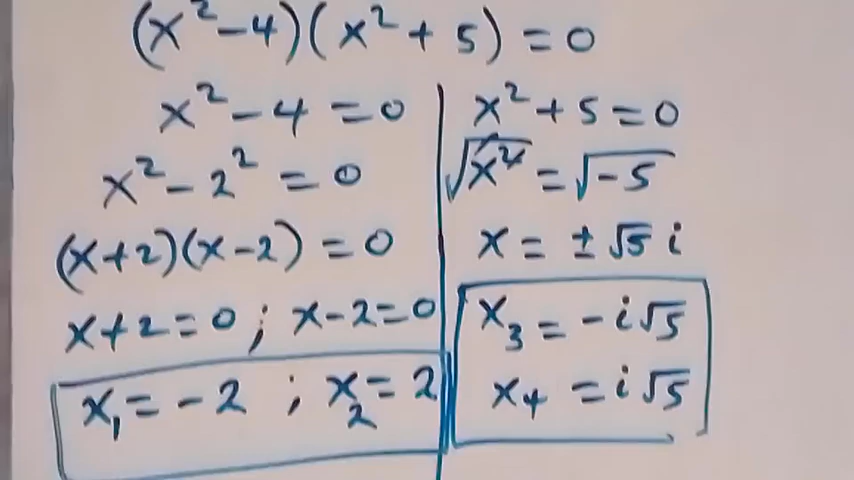 (x²-4)(x²+5)=0
x²-4=0
x²-2²=0
(x+2)(x-2)=0
x+2=0 ; x-2=0
x₁=-2 ; x₂=2
x²+5=0
√x²=√-5
x=±√5 i
x₃=-i√5
x₄=i√5